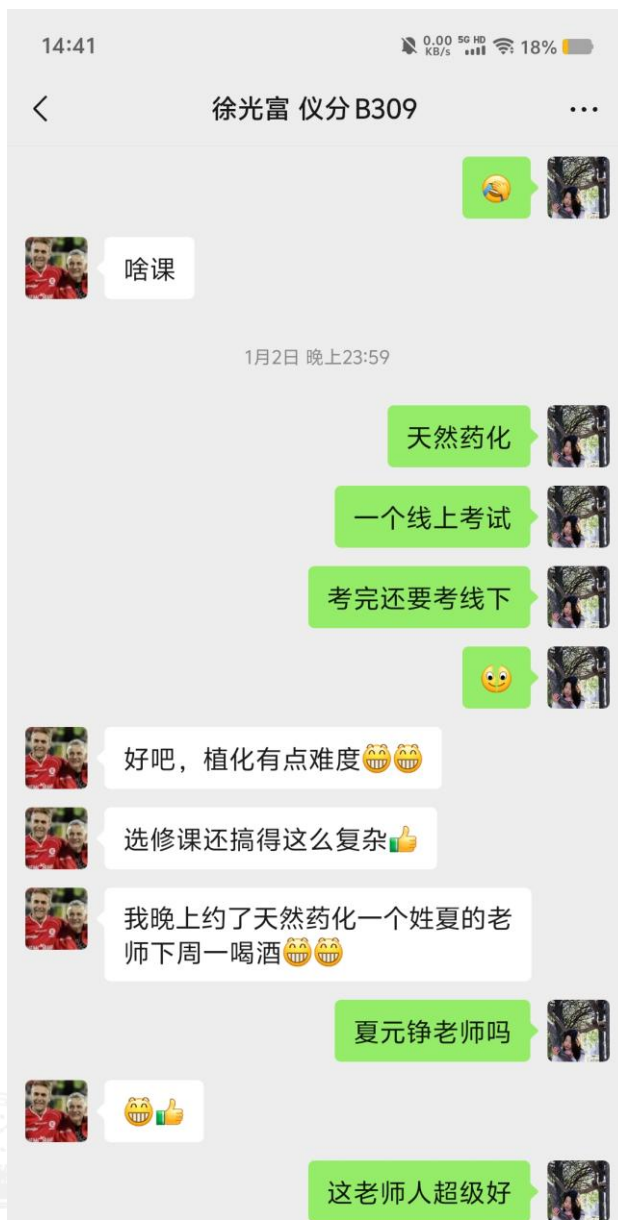 14:41
0.00 KB/s 5G HD 18%
徐光富 仪分B309
啥课
1月2日 晚上23:59
天然药化
一个线上考试
考完还要考线下
好吧，植化有点难度
选修课还搞得这么复杂
我晚上约了天然药化一个姓夏的老
师下周一喝酒
夏元铮老师吗
这老师人超级好